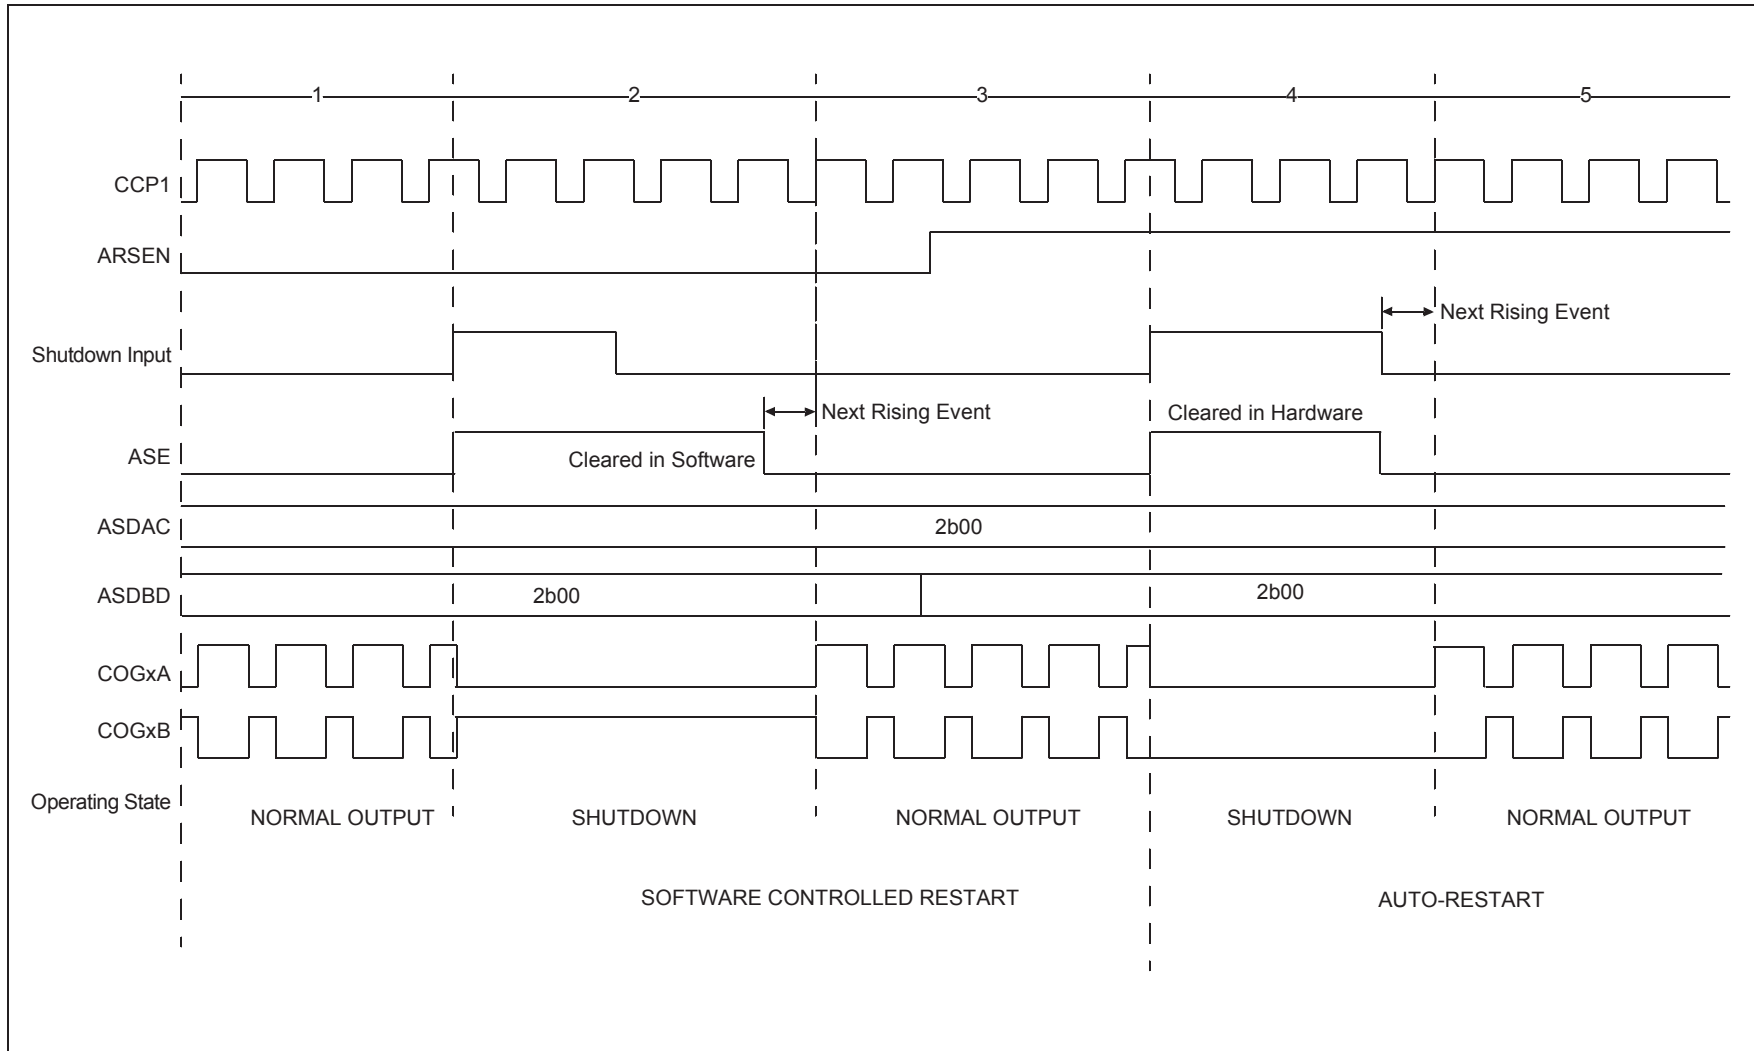 1 2 3 4 5
CCP1
ARSEN
Next Rising Event
Shutdown Input
Next Rising Event Cleared in Hardware
ASE
Cleared in Software
ASDAC 2b00
ASDBD 2b00 2b00
COGxA
COGxB
Operating State
NORMAL OUTPUT SHUTDOWN NORMAL OUTPUT SHUTDOWN NORMAL OUTPUT
SOFTWARE CONTROLLED RESTART AUTO-RESTART